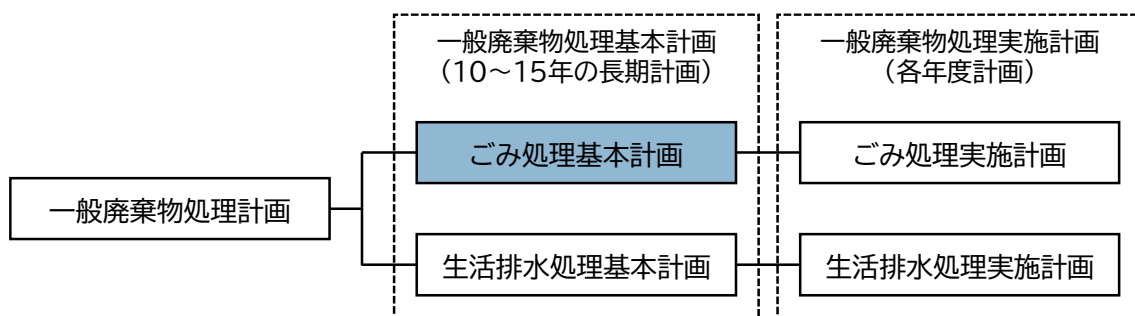 一般廃棄物処理基本計画
（10～15年の長期計画）
一般廃棄物処理実施計画
（各年度計画）
ごみ処理基本計画
ごみ処理実施計画
一般廃棄物処理計画
生活排水処理基本計画
生活排水処理実施計画